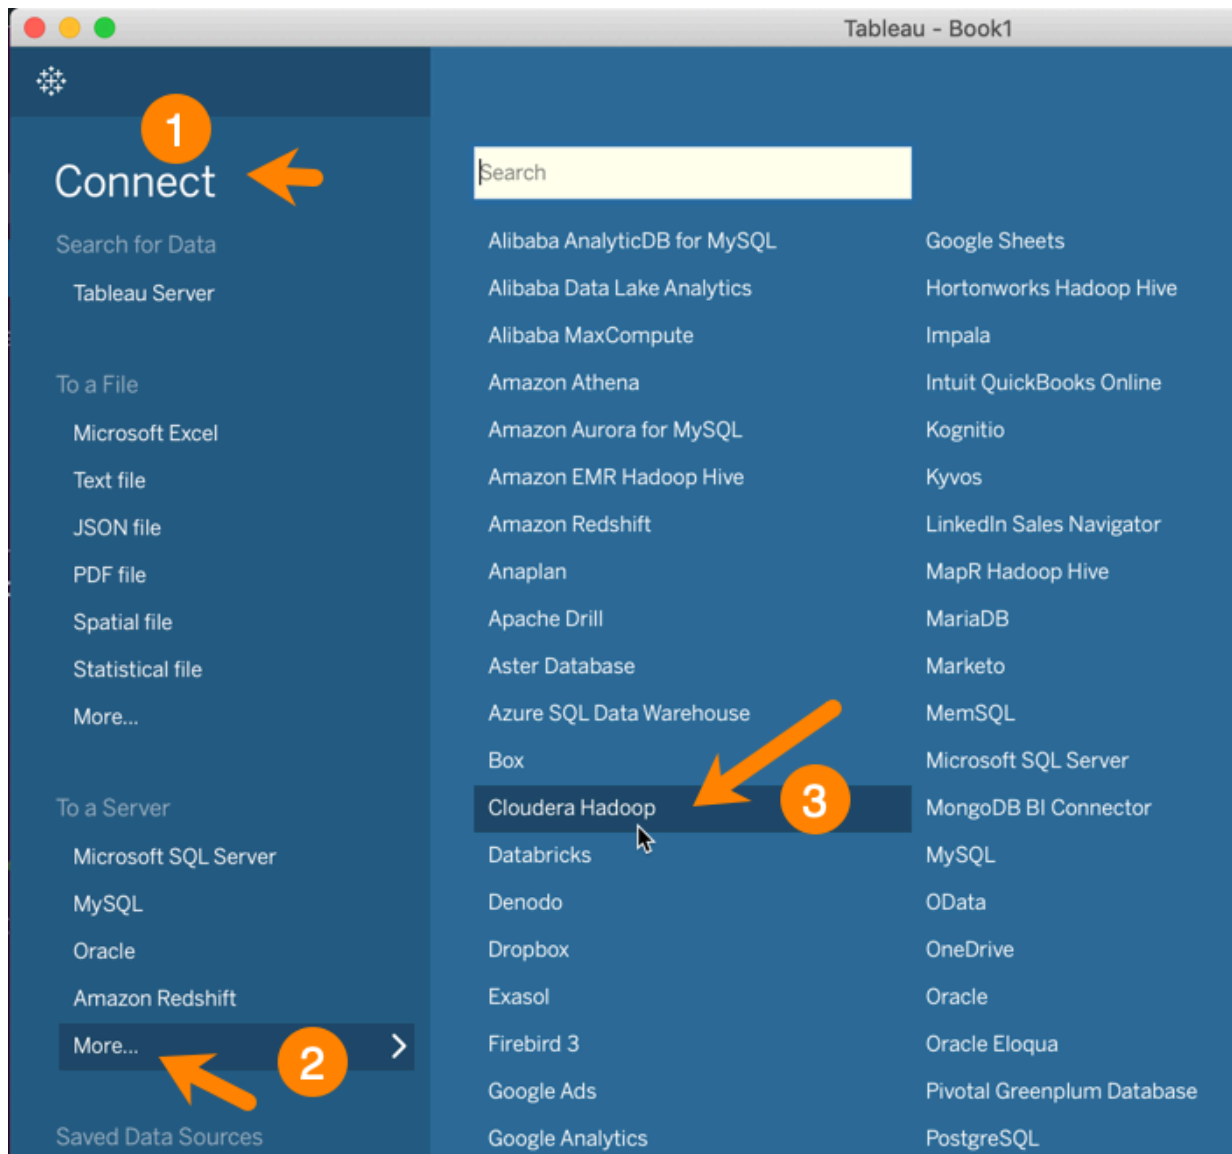 Tableau - Book1
1
Connect
Search for Data
Tableau Server
To a File
Microsoft Excel
Text file
JSON file
PDF file
Spatial file
Statistical file
More...
To a Server
Microsoft SQL Server
MySQL
Oracle
Amazon Redshift
More...
2
Saved Data Sources
Search
Alibaba AnalyticDB for MySQL
Alibaba Data Lake Analytics
Alibaba MaxCompute
Amazon Athena
Amazon Aurora for MySQL
Amazon EMR Hadoop Hive
Amazon Redshift
Anaplan
Apache Drill
Aster Database
Azure SQL Data Warehouse
Box
Cloudera Hadoop
3
Databricks
Denodo
Dropbox
Exasol
Firebird 3
Google Ads
Google Analytics
Google Sheets
Hortonworks Hadoop Hive
Impala
Intuit QuickBooks Online
Kognitio
Kyvos
LinkedIn Sales Navigator
MapR Hadoop Hive
MariaDB
Marketo
MemSQL
Microsoft SQL Server
MongoDB BI Connector
MySQL
OData
OneDrive
Oracle
Oracle Eloqua
Pivotal Greenplum Database
PostgreSQL